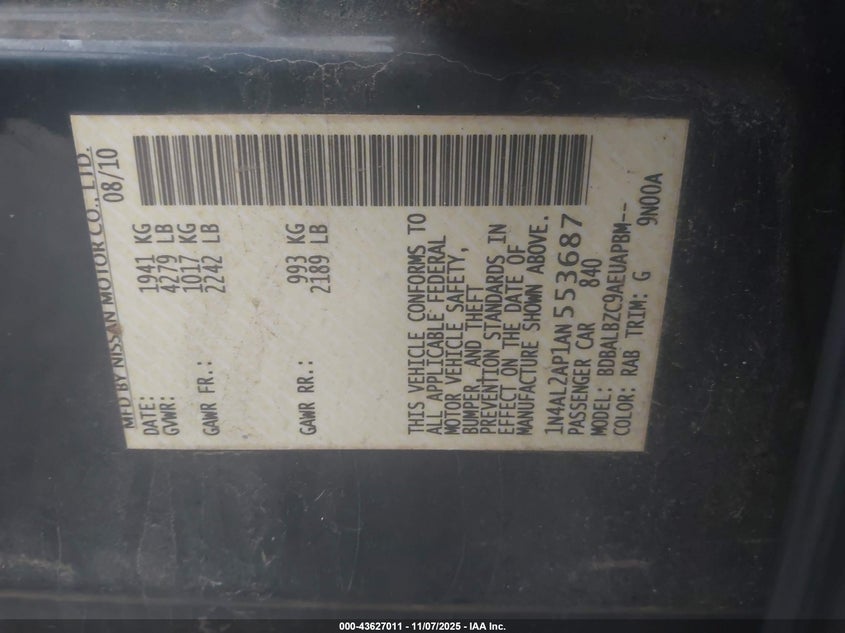 MFD BY NISSAN MOTOR CO., LTD.
DATE: 08/10
GVWR: 1941 KG
4279 LB
GAWR FR.: 1017 KG
2242 LB
GAWR RR.: 993 KG
2189 LB
THIS VEHICLE CONFORMS TO
ALL APPLICABLE FEDERAL
MOTOR VEHICLE SAFETY,
BUMPER, AND THEFT
PREVENTION STANDARDS IN
EFFECT ON THE DATE OF
MANUFACTURE SHOWN ABOVE.
1N4AL2AP1AN553687
PASSENGER CAR 840
MODEL: BDBALBZC9AEUAPBM--
COLOR: RAB TRIM: G 9N00A
000-43627011 - 11/07/2025 - IAA Inc.